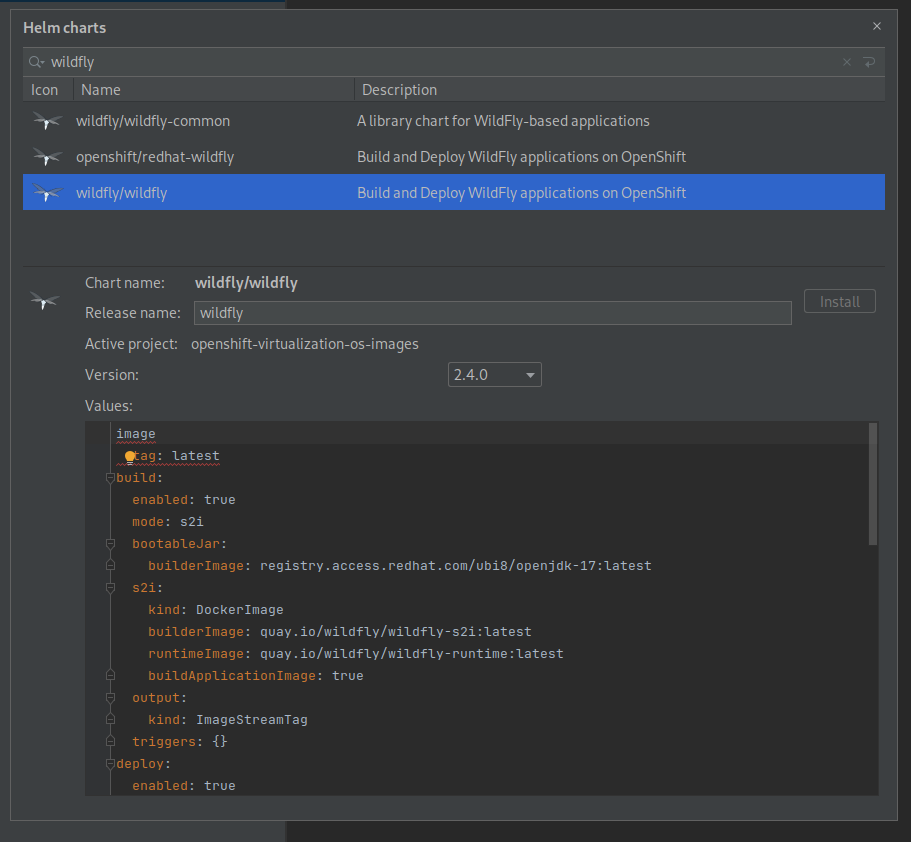 Helm charts
wildfly
Icon Name Description
wildfly/wildfly-common A library chart for WildFly-based applications
openshift/redhat-wildfly Build and Deploy WildFly applications on OpenShift
wildfly/wildfly Build and Deploy WildFly applications on OpenShift
Chart name: wildfly/wildfly
Release name: wildfly
Install
Active project: openshift-virtualization-os-images
Version: 2.4.0
Values:
image
  tag: latest
build:
  enabled: true
  mode: s2i
  bootableJar:
    builderImage: registry.access.redhat.com/ubi8/openjdk-17:latest
  s2i:
    kind: DockerImage
    builderImage: quay.io/wildfly/wildfly-s2i:latest
    runtimeImage: quay.io/wildfly/wildfly-runtime:latest
    buildApplicationImage: true
  output:
    kind: ImageStreamTag
  triggers: {}
deploy:
  enabled: true